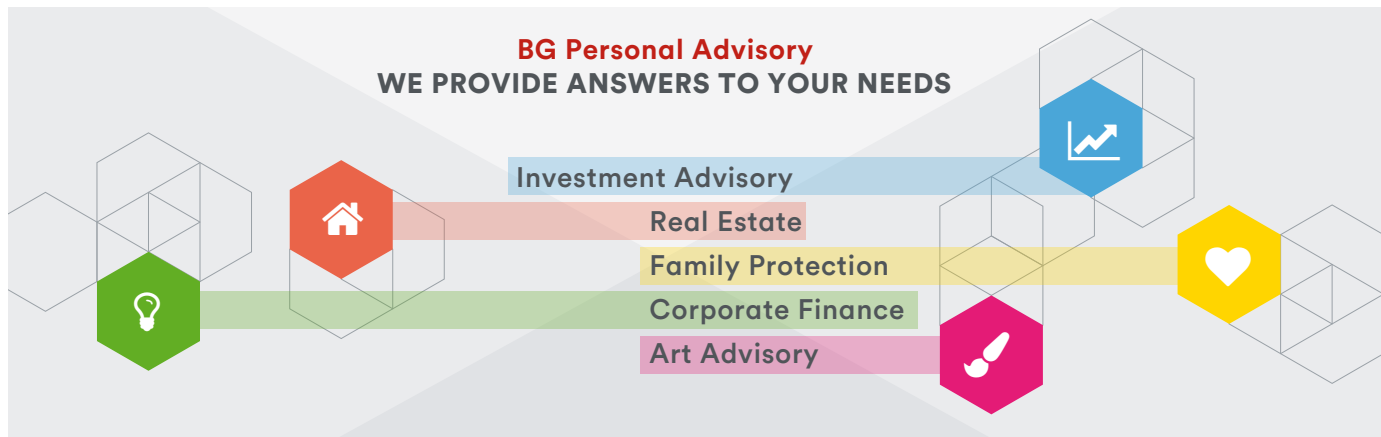 BG Personal Advisory
WE PROVIDE ANSWERS TO YOUR NEEDS
Investment Advisory
Real Estate
Family Protection
Corporate Finance
Art Advisory